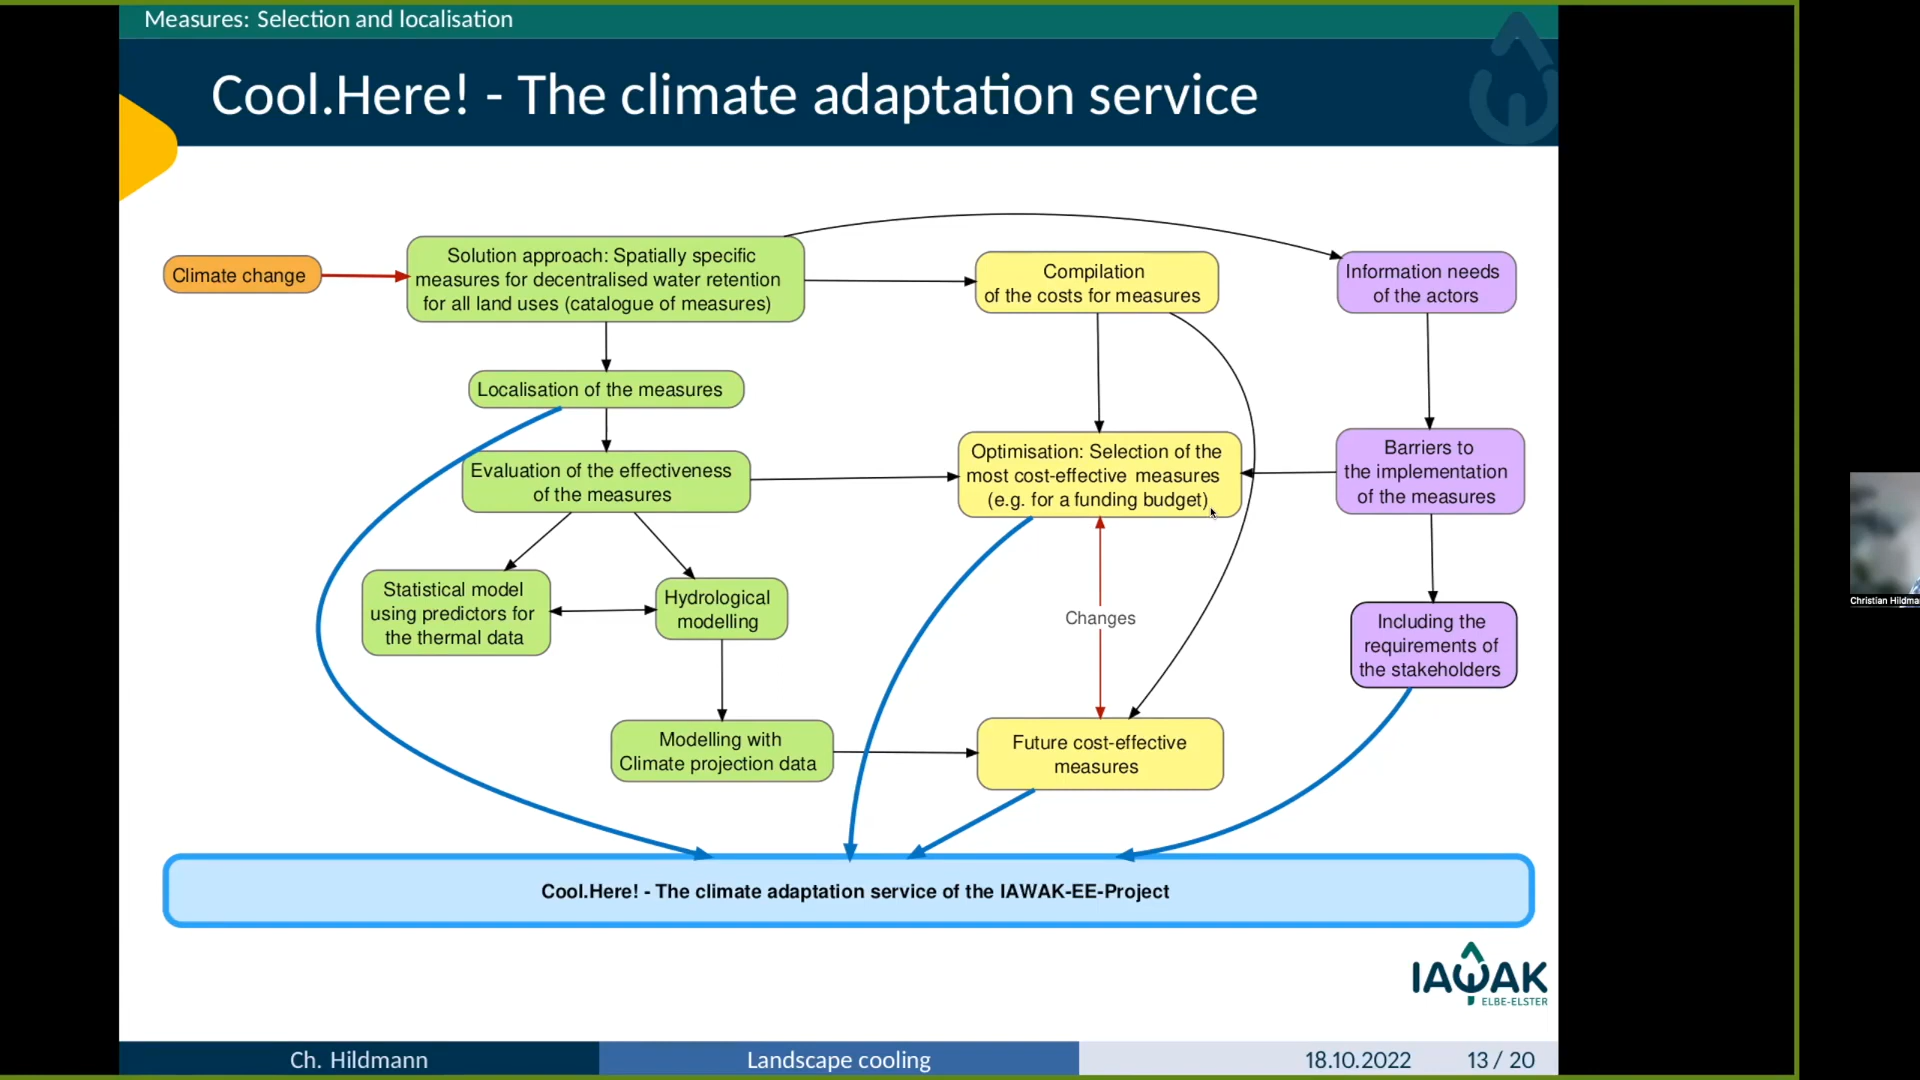 Measures: Selection and localisation
Cool.Here! - The climate adaptation service
Climate change
Solution approach: Spatially specific
measures for decentralised water retention
for all land uses (catalogue of measures)
Compilation
of the costs for measures
Information needs
of the actors
Localisation of the measures
Evaluation of the effectiveness
of the measures
Optimisation: Selection of the
most cost-effective measures
(e.g. for a funding budget)
Barriers to
the implementation
of the measures
Statistical model
using predictors for
the thermal data
Hydrological
modelling
Changes
Including the
requirements of
the stakeholders
Modelling with
Climate projection data
Future cost-effective
measures
Cool.Here! - The climate adaptation service of the IAWAK-EE-Project
IAWAK
ELBE-ELSTER
Ch. Hildmann
Landscape cooling
18.10.2022
13 / 20
Christian